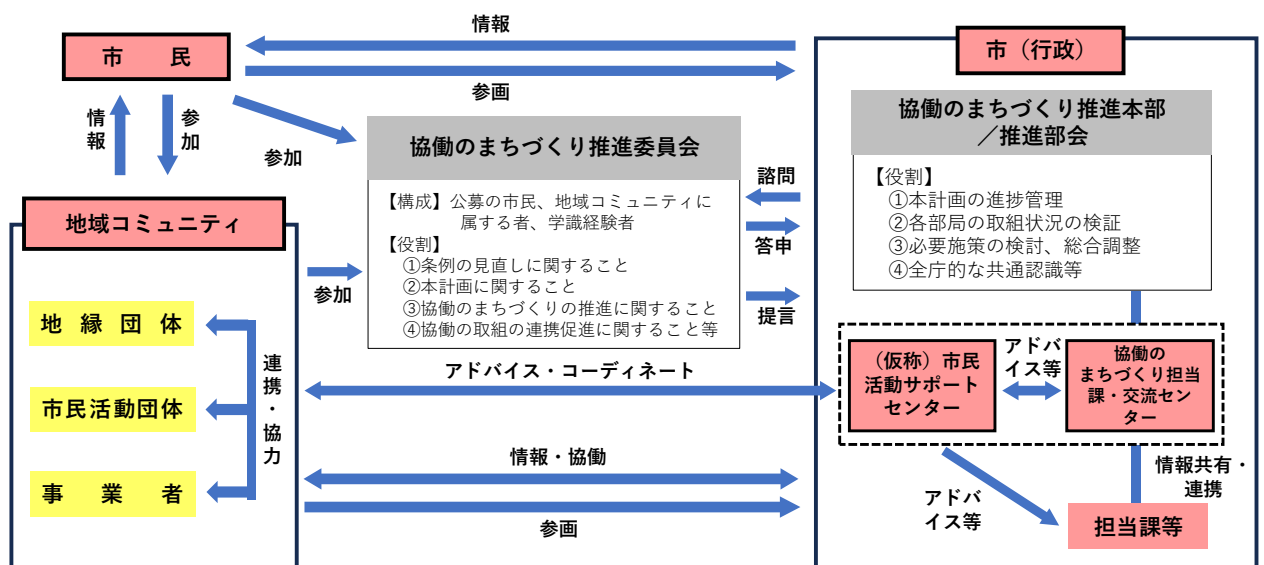 情報
市　民
市（行政）
参画
情報
参加
参加
協働のまちづくり推進委員会
【構成】公募の市民、地域コミュニティに
属する者、学識経験者
【役割】
①条例の見直しに関すること
②本計画に関すること
③協働のまちづくりの推進に関すること
④協働の取組の連携促進に関すること等
協働のまちづくり推進本部
／推進部会
【役割】
①本計画の進捗管理
②各部局の取組状況の検証
③必要施策の検討、総合調整
④全庁的な共通認識等
諮問
答申
提言
地域コミュニティ
参加
地縁団体
市民活動団体
事業者
連携・協力
アドバイス・コーディネート
（仮称）市民
活動サポート
センター
アドバ
イス等
協働の
まちづくり担当
課・交流セン
ター
情報・協働
参画
アドバ
イス等
情報共有・
連携
担当課等